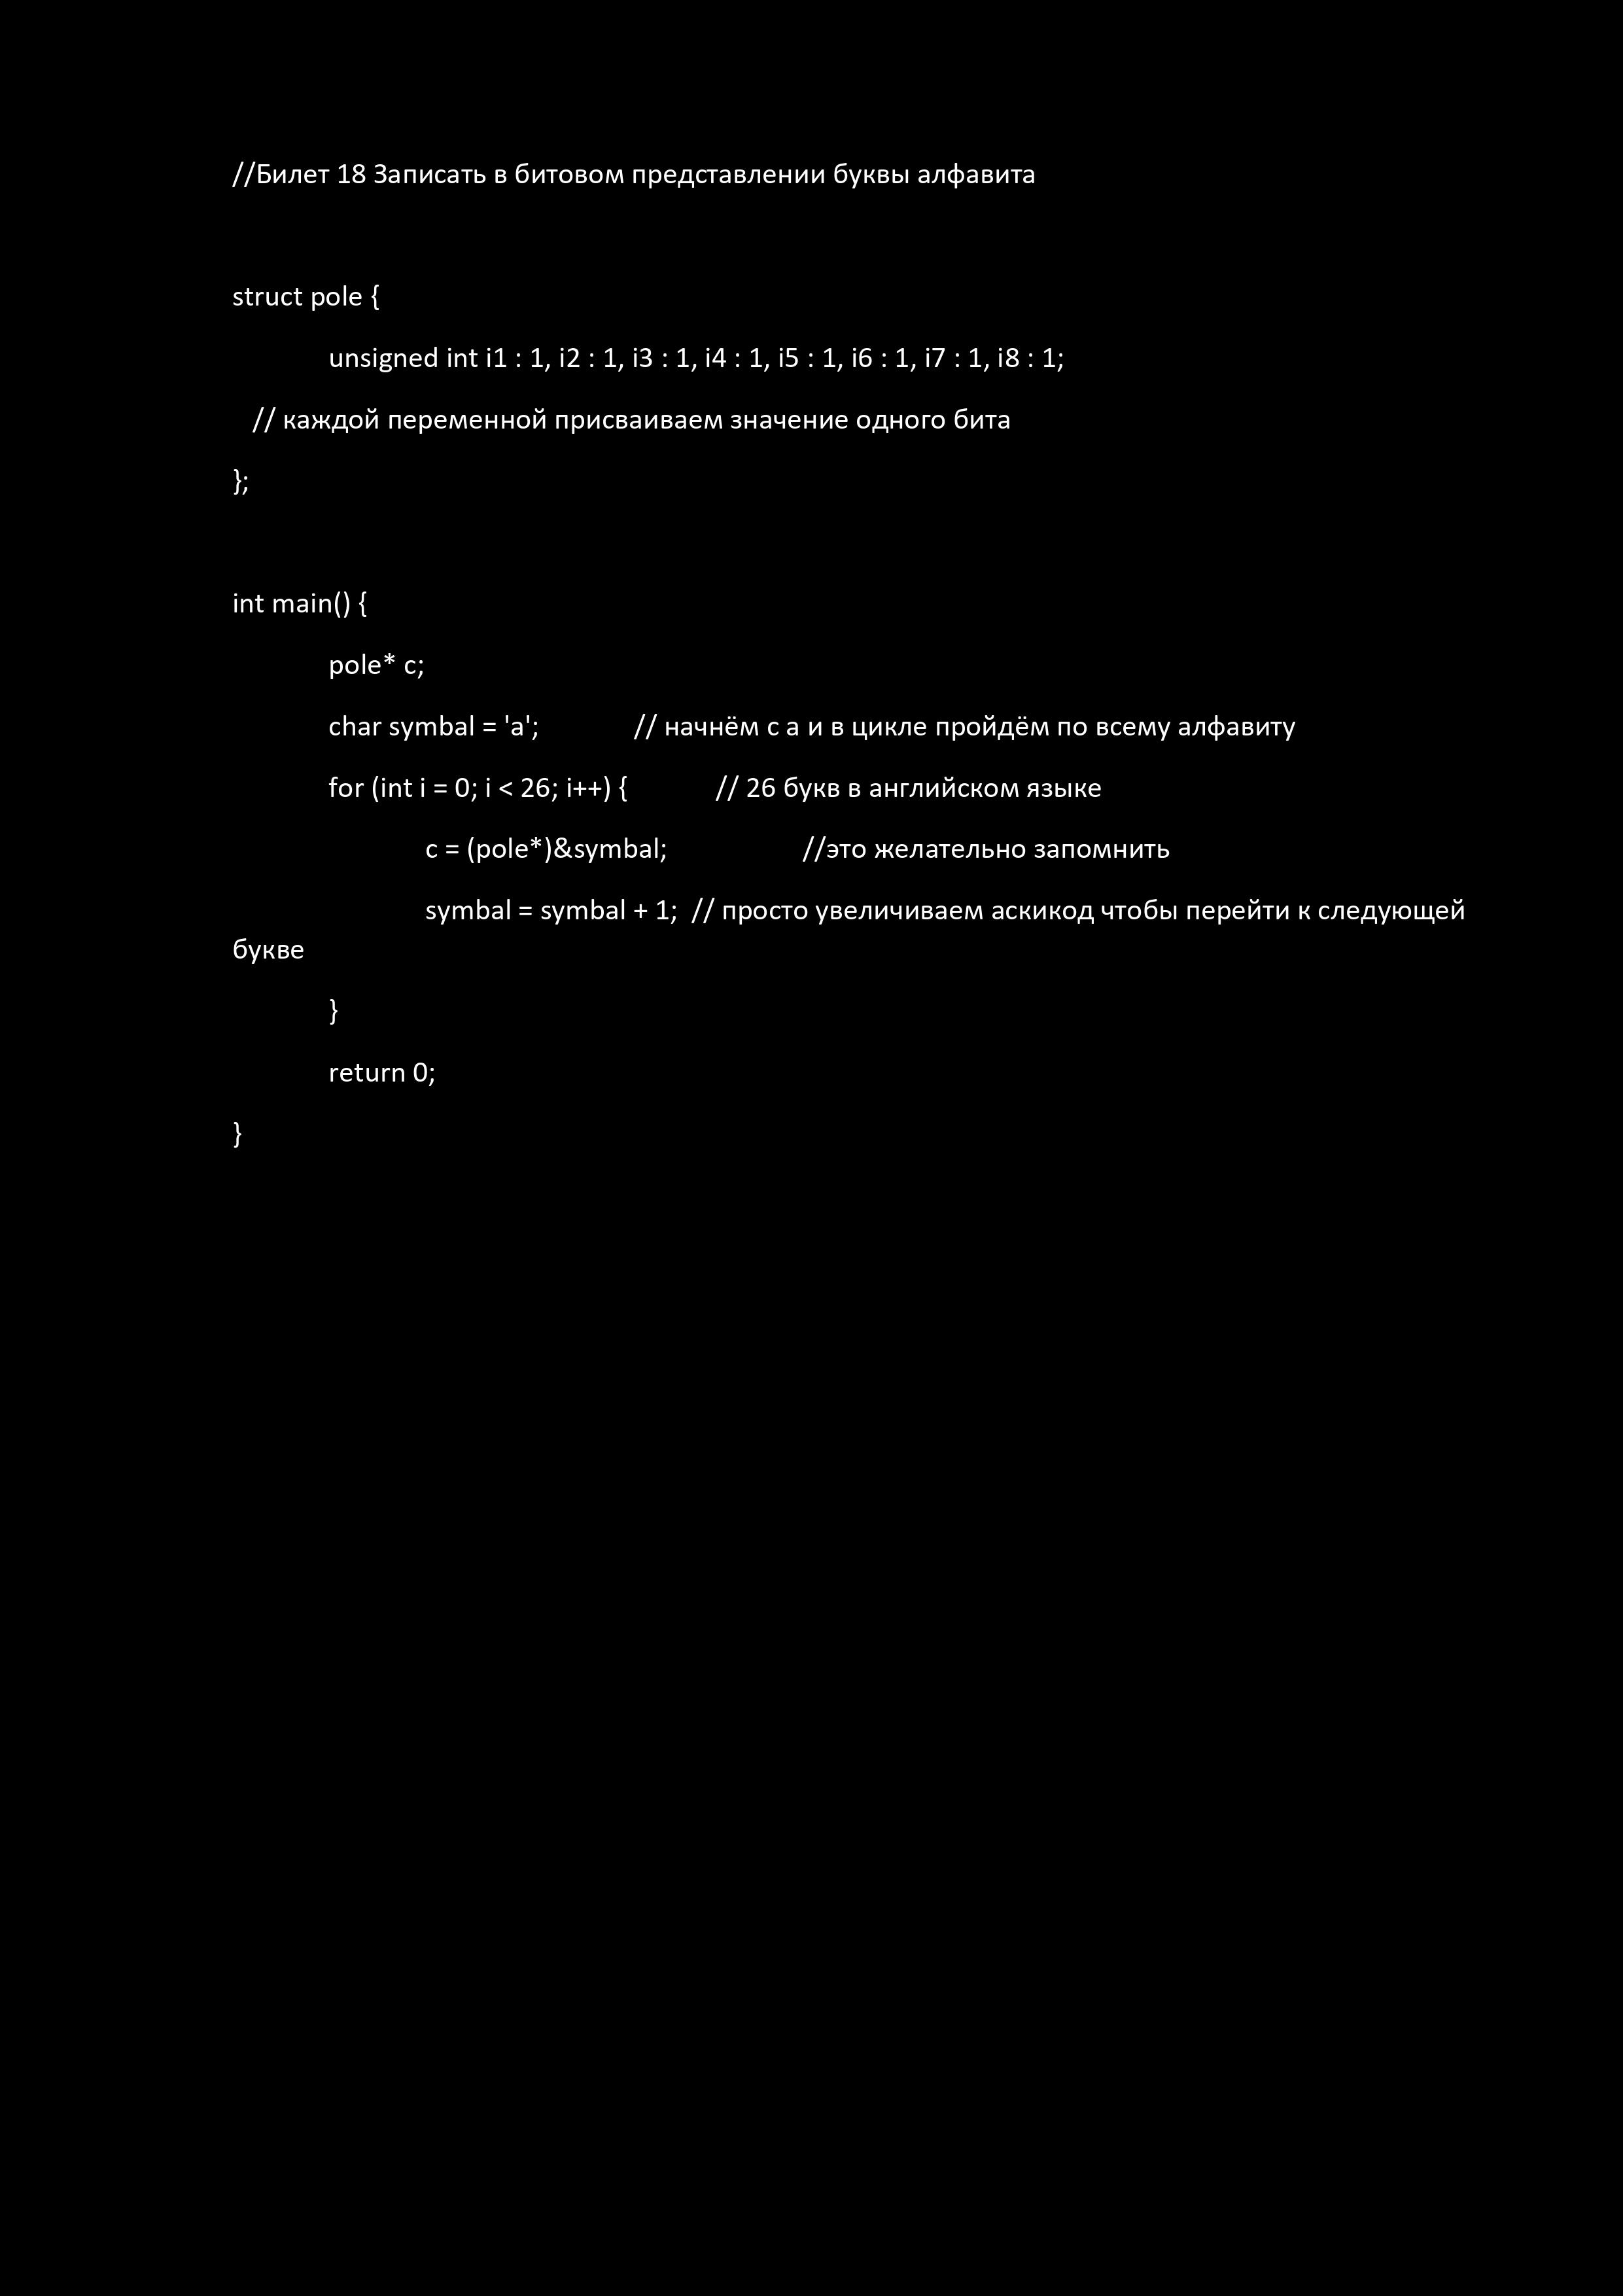 //Билет 18 Записать в битовом представлении буквы алфавита
struct pole {
unsigned int i1 : 1, i2 : 1, i3 : 1, i4 : 1, i5 : 1, i6 : 1, i7 : 1, i8 : 1;
// каждой переменной присваиваем значение одного бита
};
int main() {
pole* c;
char symbal = 'a'; // начнём с а и в цикле пройдём по всему алфавиту
for (int i = 0; i < 26; i++) { // 26 букв в английском языке
c = (pole*)&symbal; //это желательно запомнить
symbal = symbal + 1; // просто увеличиваем аскикод чтобы перейти к следующей
букве
}
return 0;
}